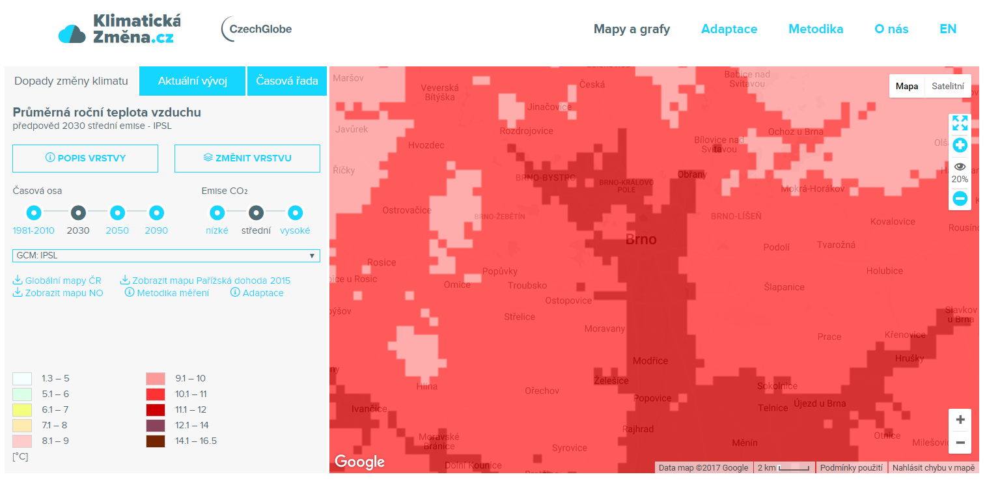 Klimatická
Změna.cz
CzechGlobe
Mapy a grafy
Adaptace
Metodika
O nás
EN
Dopady změny klimatu
Aktuální vývoj
Časová řada
Průměrná roční teplota vzduchu
předpověd 2030 střední emise - IPSL
POPIS VRSTVY
ZMĚNIT VRSTVU
Časová osa
Emise CO₂
1981-2010
2030
2050
2090
nízké
střední
vysoké
GCM: IPSL
Globální mapy ČR
Zobrazit mapu Pařížská dohoda 2015
Zobrazit mapu NO
Metodika měření
Adaptace
1.3 – 5
5.1 – 6
6.1 – 7
7.1 – 8
8.1 – 9
9.1 – 10
10.1 – 11
11.1 – 12
12.1 – 14
14.1 – 16.5
[°C]
Mapa
Satelitní
20%
Maršov
Veverská
Bítýška
Česká
Babice nad
Svitavou
Jinačovice
Javůrek
Rozdrojovice
Hvozdec
Bílovice nad
Svitavou
Ochoz u Brna
Olš
Říčky
BRNO-BYSTRC
BRNO-KRÁLOVO
POLE
Obřany
Mokrá-Horákov
Ostrovačice
BRNO-ŽEBĚTÍN
BRNO-LÍŠEŇ
Kovalovice
Rousíno
Brno
Podolí
Tvarožná
Rosice
Popůvky
Holubice
ice u Rosic
Omice
Troubsko
Šlapanice
Ostopovice
býšov
Střelice
Slavkov
u Brna
Moravany
Prace
Křenovice
Modřice
Hrušky
ny
Želešice
Hlína
Ořechov
Sokolnice
Popovice
Ivančice
Telnice
Újezd u Brna
Rajhrad
Moravské
Bránice
Otnice
Měnín
Milešovic
Syrovice
Dolní Kounice
Google
Data map ©2017 Google
2 km
Podmínky použití
Nahlásit chybu v mapě